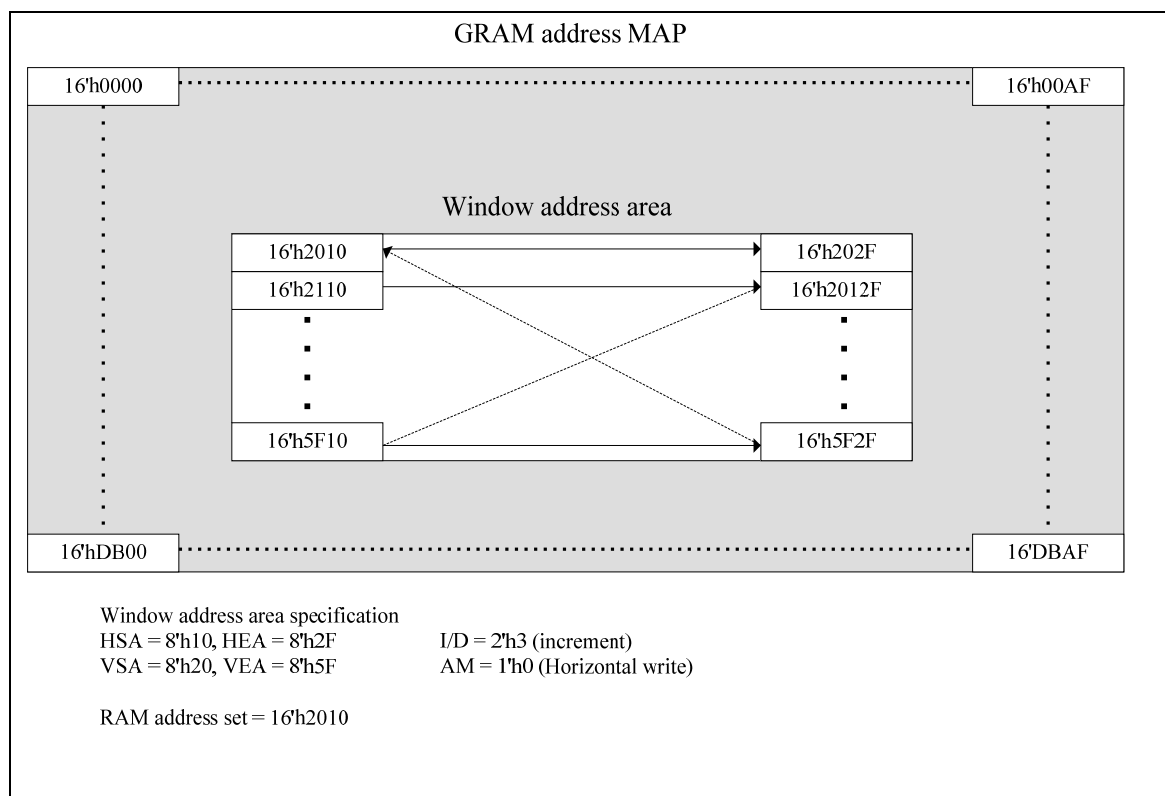 GRAM address MAP
16'h0000 16'h00AF
Window address area
16'h2010 16'h202F
16'h2110 16'h2012F
16'h5F10 16'h5F2F
16'hDB00 16'DBAF
Window address area specification
HSA = 8'h10, HEA = 8'h2F I/D = 2'h3 (increment)
VSA = 8'h20, VEA = 8'h5F AM = 1'h0 (Horizontal write)
RAM address set = 16'h2010